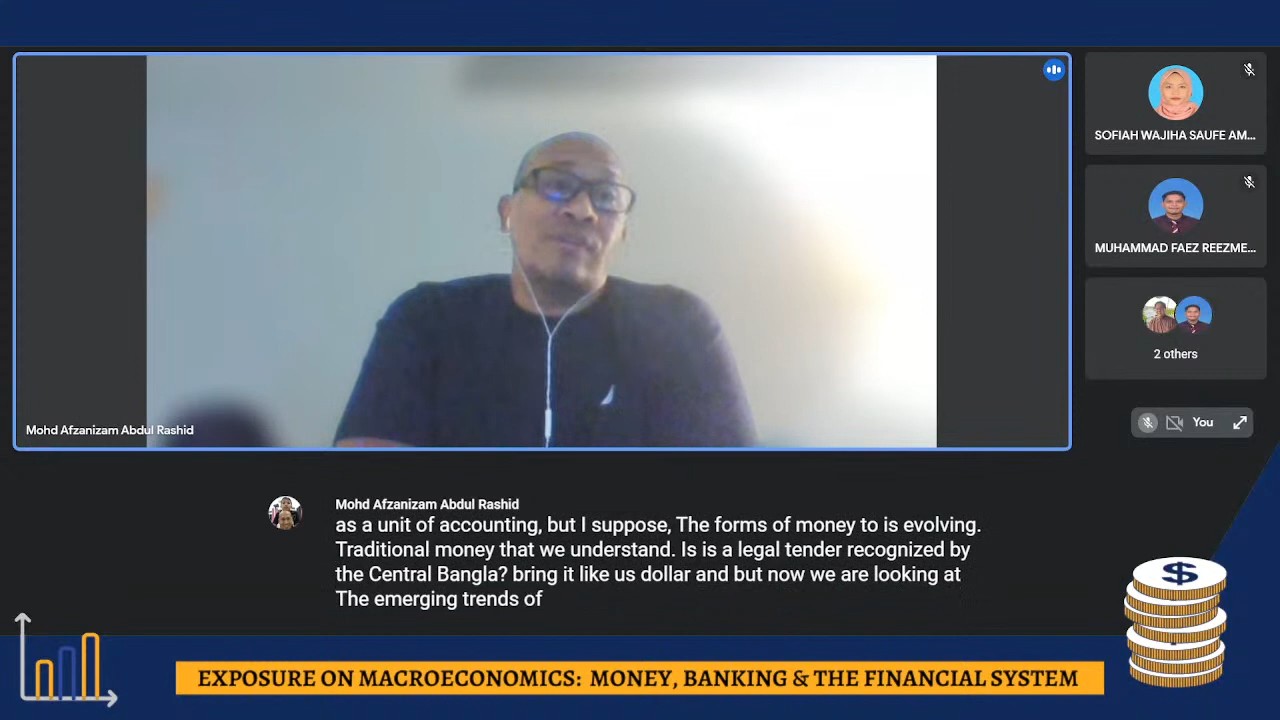 SOFIAH WAJIHA SAUFE AM...
MUHAMMAD FAEZ REEZME...
2 others
You
Mohd Afzanizam Abdul Rashid
Mohd Afzanizam Abdul Rashid
as a unit of accounting, but I suppose, The forms of money to is evolving.
Traditional money that we understand. Is is a legal tender recognized by
the Central Bangla? bring it like us dollar and but now we are looking at
The emerging trends of
$
EXPOSURE ON MACROECONOMICS: MONEY, BANKING & THE FINANCIAL SYSTEM